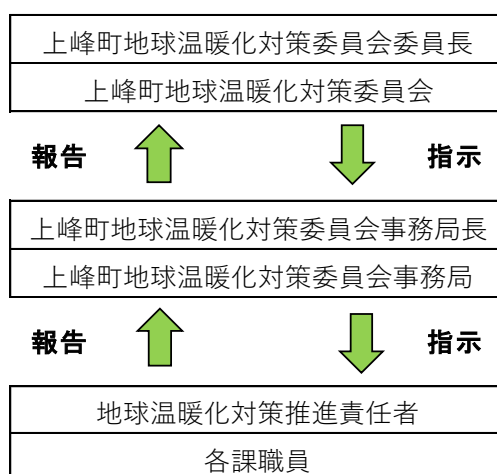 上峰町地球温暖化対策委員会委員長
上峰町地球温暖化対策委員会
報告 指示
上峰町地球温暖化対策委員会事務局長
上峰町地球温暖化対策委員会事務局
報告 指示
地球温暖化対策推進責任者
各課職員